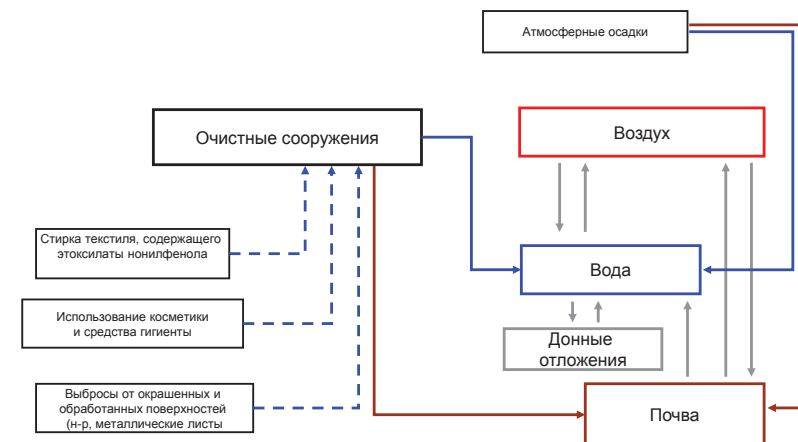 Атмосферные осадки
Очистные сооружения
Воздух
Стирка текстиля, содержащего
этоксилаты нонилфенола
Вода
Использование косметики
и средства гигиенты
Донные
отложения
Выбросы от окрашенных и
обработанных поверхностей
(н-р, металлические листы
Почва